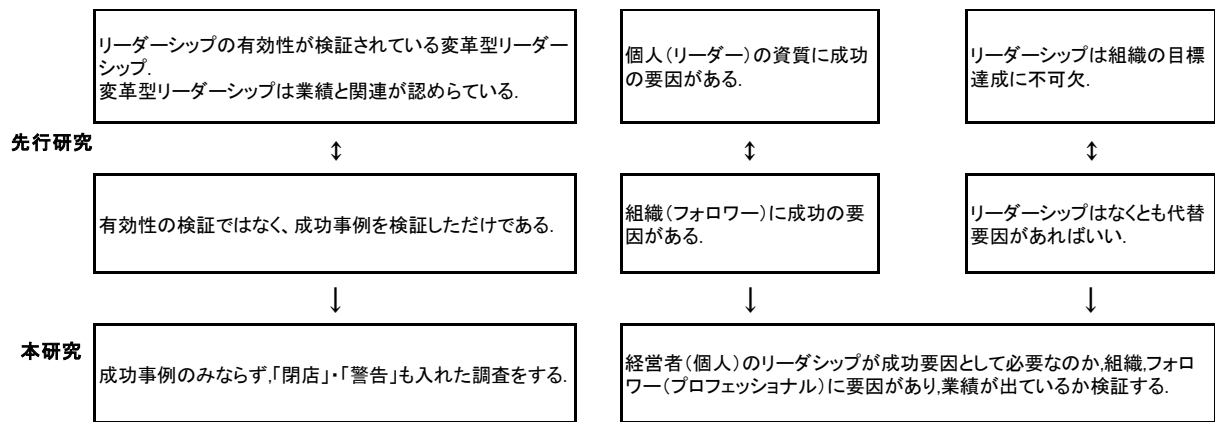 リーダーシップの有効性が検証されている変革型リーダー
シップ.
変革型リーダーシップは業績と関連が認めらている.
個人（リーダー）の資質に成功
の要因がある.
リーダーシップは組織の目標
達成に不可欠.
先行研究
↕
↕
↕
有効性の検証ではなく、成功事例を検証しただけである.
組織（フォロワー）に成功の要
因がある.
リーダーシップはなくとも代替
要因があればいい.
↓
↓
↓
本研究
成功事例のみならず,「閉店」・「警告」も入れた調査をする.
経営者（個人）のリーダシップが成功要因として必要なのか,組織,フォロ
ワー（プロフェッショナル）に要因があり,業績が出ているか検証する.